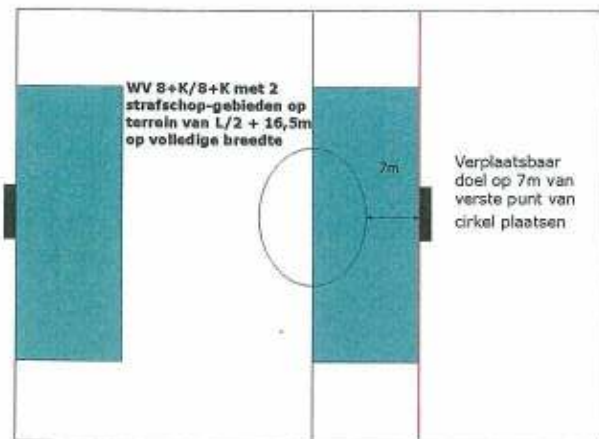 WV 8+K/8+K met 2
strafschop-gebieden op
terrein van L/2 + 16,5m
op volledige breedte
7m
Verplaatsbaar
doel op 7m van
verste punt van
cirkel plaatsen